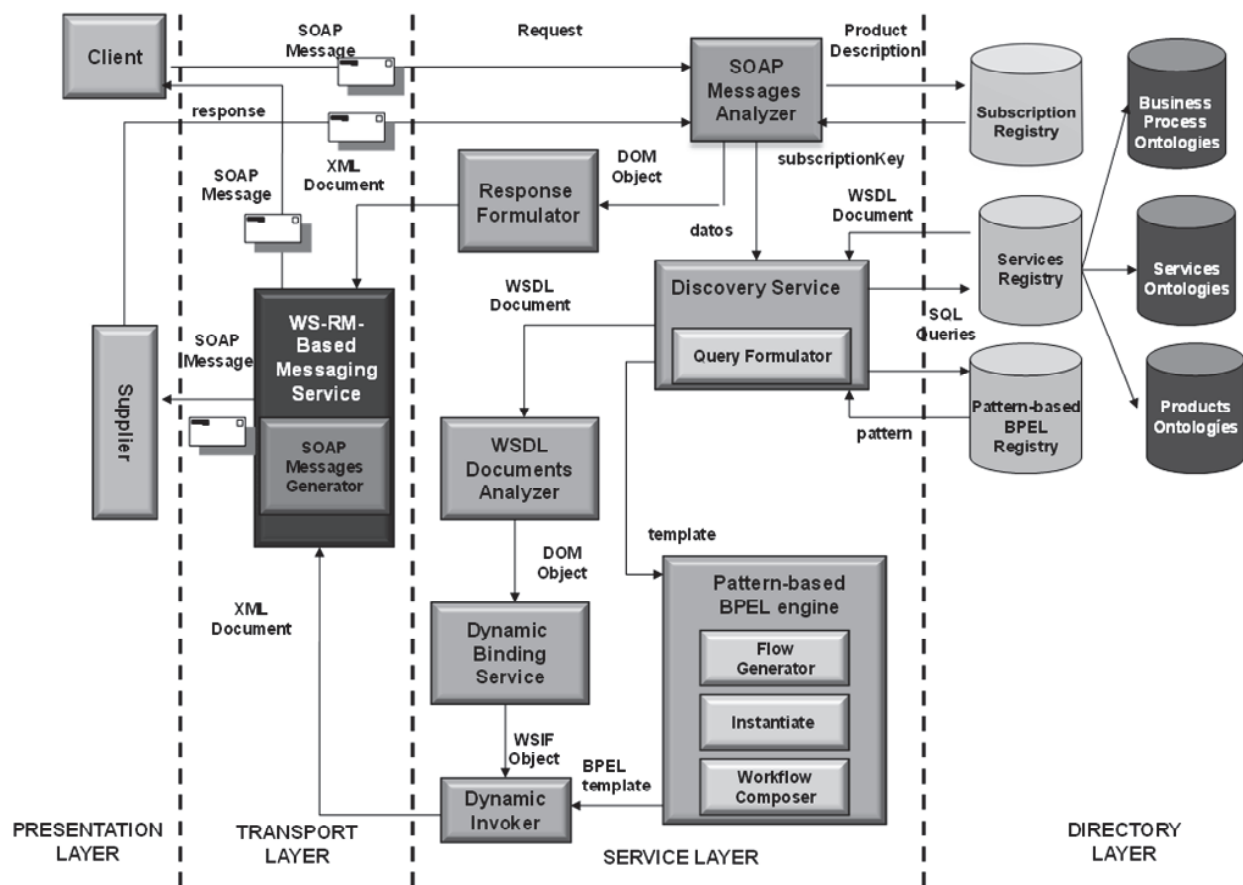 Client
SOAP
Message
Request
SOAP
Messages
Analyzer
Product
Description
Subscription
Registry
Business
Process
Ontologies
response
XML
Document
SOAP
Message
DOM
Object
subscriptionKey
Response
Formulator
datos
WSDL
Document
Services
Registry
Services
Ontologies
WSDL
Document
Discovery Service
Query Formulator
SQL
Queries
Supplier
SOAP
Message
WS-RM-
Based
Messaging
Service
SOAP
Messages
Generator
WSDL
Documents
Analyzer
pattern
Pattern-based
BPEL
Registry
Products
Ontologies
template
DOM
Object
Pattern-based
BPEL engine
Flow
Generator
Instantiate
Workflow
Composer
XML
Document
Dynamic
Binding
Service
WSIF
Object
BPEL
template
Dynamic
Invoker
PRESENTATION
LAYER
TRANSPORT
LAYER
SERVICE LAYER
DIRECTORY
LAYER